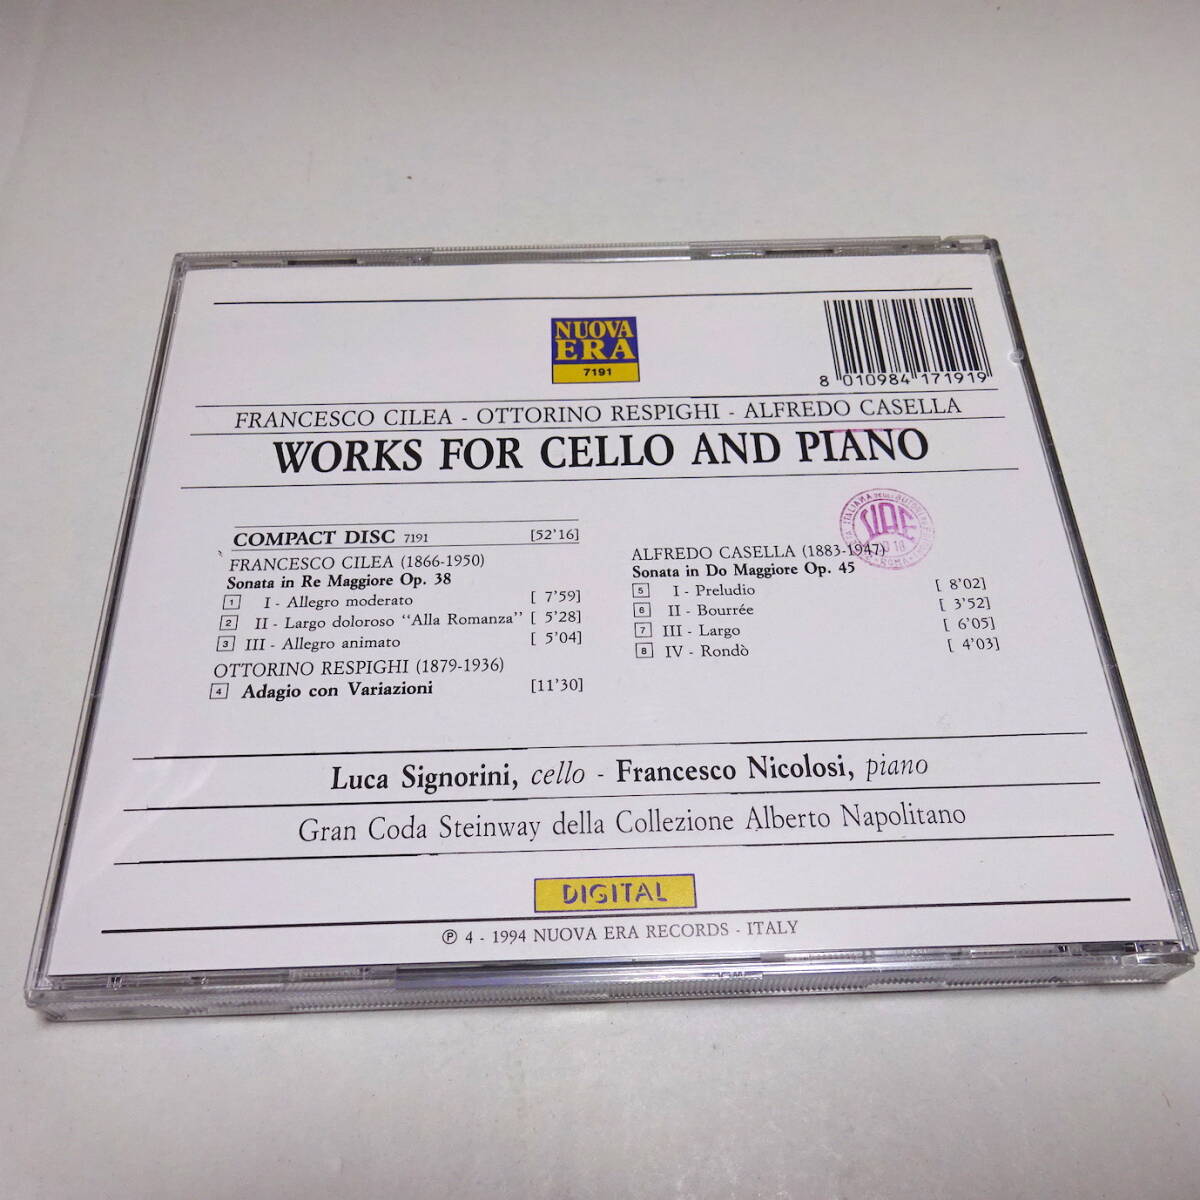 NUOVA
ERA
7191
8 010984 171919
FRANCESCO CILEA - OTTORINO RESPIGHI - ALFREDO CASELLA
WORKS FOR CELLO AND PIANO
COMPACT DISC 7191 [52'16]
FRANCESCO CILEA (1866-1950)
Sonata in Re Maggiore Op. 38
1 I - Allegro moderato [ 7'59]
2 II - Largo doloroso “Alla Romanza” [ 5'28]
3 III - Allegro animato [ 5'04]
OTTORINO RESPIGHI (1879-1936)
4 Adagio con Variazioni [11'30]
SIAE
ROMA
ALFREDO CASELLA (1883-1947)
Sonata in Do Maggiore Op. 45
5 I - Preludio [ 8'02]
6 II - Bourrée [ 3'52]
7 III - Largo [ 6'05]
8 IV - Rondò [ 4'03]
Luca Signorini, cello - Francesco Nicolosi, piano
Gran Coda Steinway della Collezione Alberto Napolitano
DIGITAL
℗ 4 - 1994 NUOVA ERA RECORDS - ITALY